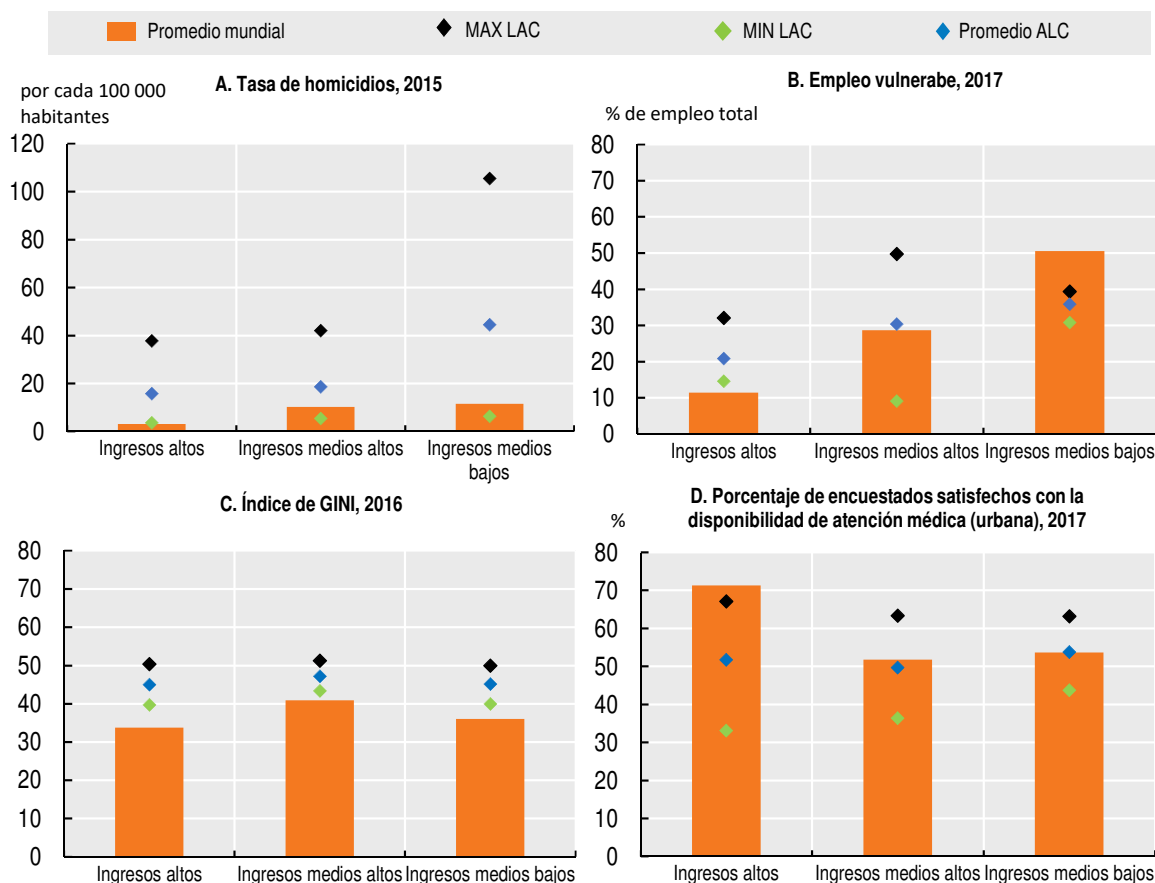 Promedio mundial
MAX LAC
MIN LAC
Promedio ALC
A. Tasa de homicidios, 2015
por cada 100 000
habitantes
120
100
80
60
40
20
0
Ingresos altos
Ingresos medios altos
Ingresos medios
bajos
B. Empleo vulnerabe, 2017
% de empleo total
80
70
60
50
40
30
20
10
0
Ingresos altos
Ingresos medios altos
Ingresos medios bajos
C. Índice de GINI, 2016
80
70
60
50
40
30
20
10
0
Ingresos altos
Ingresos medios altos
Ingresos medios bajos
D. Porcentaje de encuestados satisfechos con la
disponibilidad de atención médica (urbana), 2017
%
80
70
60
50
40
30
20
10
0
Ingresos altos
Ingresos medios altos
Ingresos medios bajos